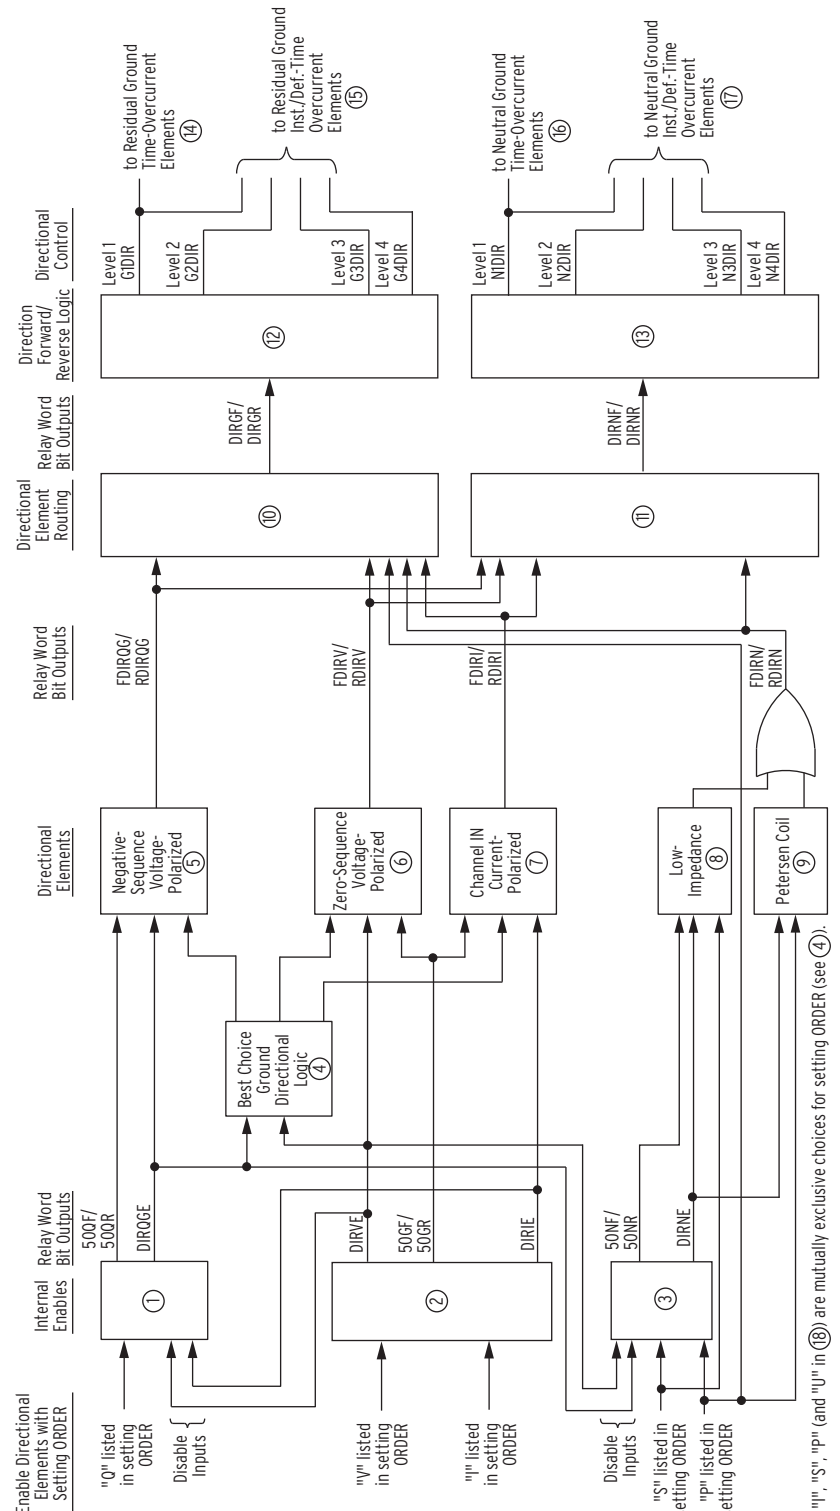 Enable Directional
Elements with
Setting ORDER
Internal
Enables
Relay Word
Bit Outputs
Directional
Elements
Relay Word
Bit Outputs
Directional
Element
Routing
Relay Word
Bit Outputs
Direction
Forward/
Reverse Logic
Directional
Control
"Q" listed
in setting
ORDER
Disable
Inputs
1
50QF/
50QR
DIRQGE
Best Choice
Ground
Directional
Logic
4
Negative-
Sequence
Voltage-
Polarized
5
FDIRQG/
RDIRQG
10
DIRGF/
DIRGR
12
Level 1
G1DIR
Level 2
G2DIR
Level 3
G3DIR
Level 4
G4DIR
to Residual Ground
Time-Overcurrent
Elements
14
to Residual Ground
Inst./Def.-Time
Overcurrent
Elements
15
"V" listed
in setting
ORDER
"I" listed
in setting
ORDER
2
DIRVE
50GF/
50GR
DIRIE
Zero-Sequence
Voltage-
Polarized
6
FDIRV/
RDIRV
Channel IN
Current-
Polarized
7
FDIRI/
RDIRI
11
DIRNF/
DIRNR
13
Level 1
N1DIR
Level 2
N2DIR
Level 3
N3DIR
Level 4
N4DIR
to Neutral Ground
Time-Overcurrent
Elements
16
to Neutral Ground
Inst./Def.-Time
Overcurrent
Elements
17
Disable
Inputs
"S" listed in
setting ORDER
"P" listed in
setting ORDER
3
50NF/
50NR
DIRNE
Low-
Impedance
8
Petersen Coil
9
FDIRN/
RDIRN
"I", "S", "P" (and "U" in 18)) are mutually exclusive choices for setting ORDER (see 4)).